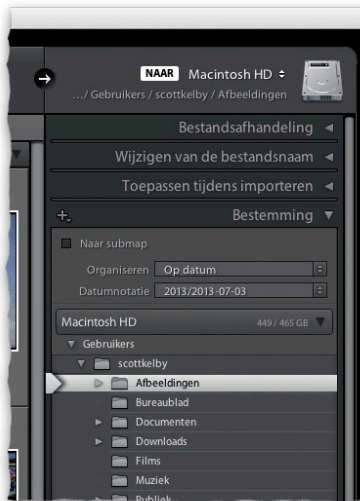 NAAR Macintosh HD
.../ Gebruikers / scottkelby / Afbeeldingen
Bestandsafhandeling
Wijzigen van de bestandsnaam
Toepassen tijdens importeren
Bestemming
Naar submap
Organiseren Op datum
Datumnotatie 2013/2013-07-03
Macintosh HD 449 / 465 GB
Gebruikers
scottkelby
Afbeeldingen
Bureaublad
Documenten
Downloads
Films
Muziek
Publiek